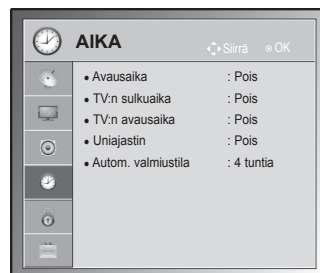 AIKA
Siirrä OK
• Avausaika : Pois
• TV:n sulkuaika : Pois
• TV:n avausaika : Pois
• Uniajastin : Pois
• Autom. valmiustila : 4 tuntia